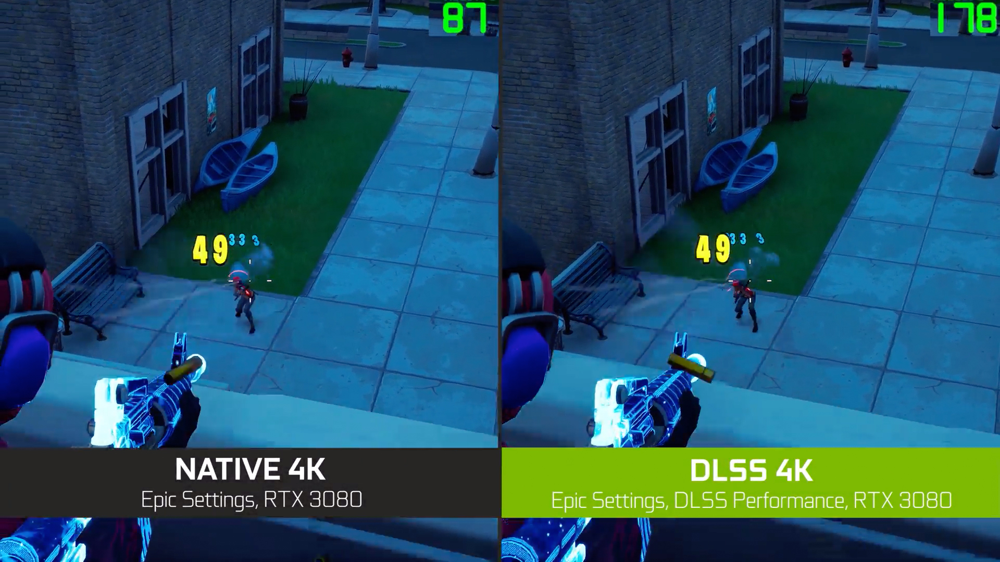 87
178
49 3 3 3
49 3 3 3
NATIVE 4K
Epic Settings, RTX 3080
DLSS 4K
Epic Settings, DLSS Performance, RTX 3080